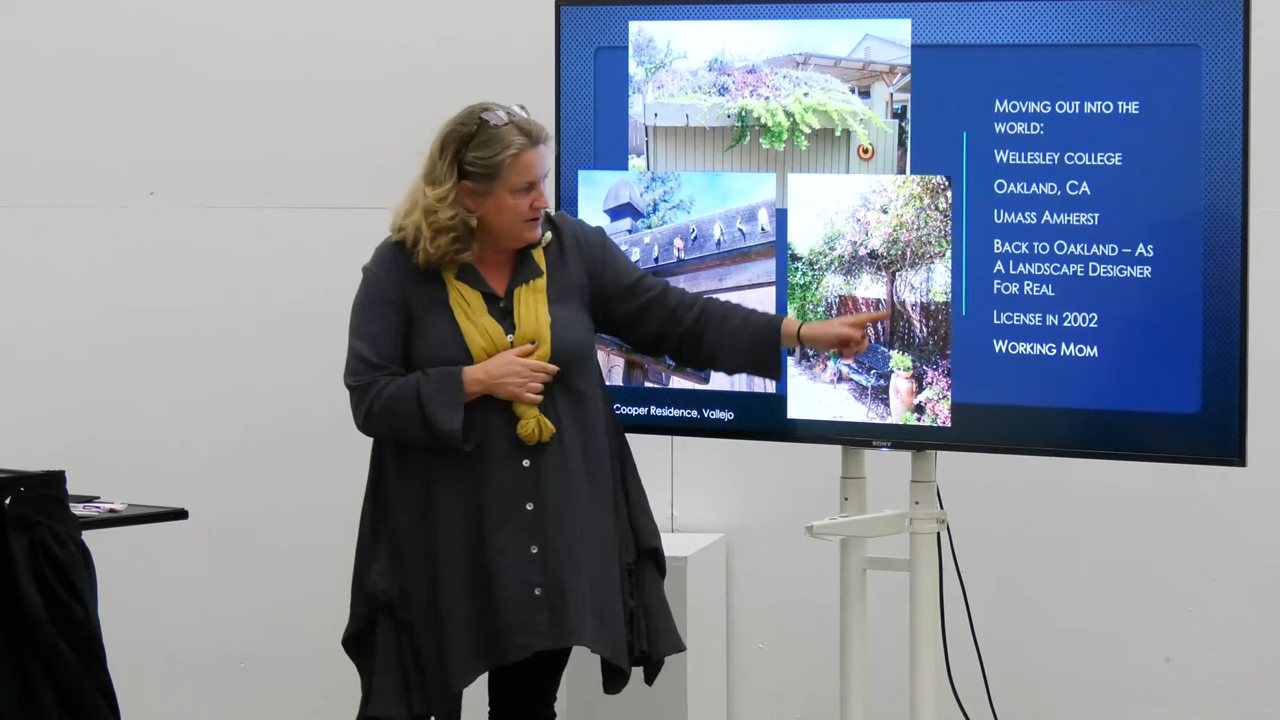 MOVING OUT INTO THE
WORLD:
WELLESLEY COLLEGE
OAKLAND, CA
UMASS AMHERST
BACK TO OAKLAND – AS
A LANDSCAPE DESIGNER
FOR REAL
LICENSE IN 2002
WORKING MOM
Cooper Residence, Vallejo
SONY